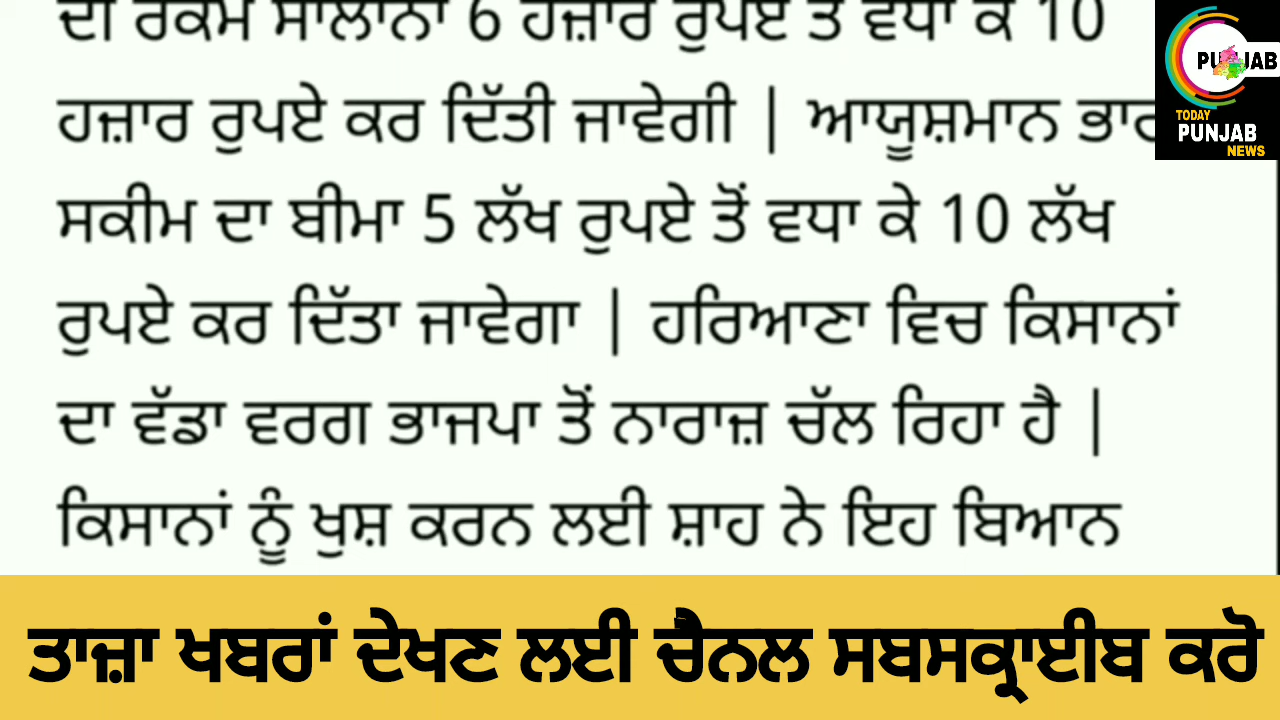 ਦੀ ਰਕਮ ਸਾਲਾਨਾ 6 ਹਜ਼ਾਰ ਰੁਪਏ ਤੋਂ ਵਧਾ ਕੇ 10
ਹਜ਼ਾਰ ਰੁਪਏ ਕਰ ਦਿੱਤੀ ਜਾਵੇਗੀ | ਆਯੂਸ਼ਮਾਨ
ਸਕੀਮ ਦਾ ਬੀਮਾ 5 ਲੱਖ ਰੁਪਏ ਤੋਂ ਵਧਾ ਕੇ 10 ਲੱਖ
ਰੁਪਏ ਕਰ ਦਿੱਤਾ ਜਾਵੇਗਾ | ਹਰਿਆਣਾ ਵਿਚ ਕਿਸਾਨਾਂ
ਦਾ ਵੱਡਾ ਵਰਗ ਭਾਜਪਾ ਤੋਂ ਨਾਰਾਜ਼ ਚੱਲ ਰਿਹਾ ਹੈ |
ਕਿਸਾਨਾਂ ਨੂੰ ਖੁਸ਼ ਕਰਨ ਲਈ ਸ਼ਾਹ ਨੇ ਇਹ ਬਿਆਨ
ਤਾਜ਼ਾ ਖਬਰਾਂ ਦੇਖਣ ਲਈ ਚੈਨਲ ਸਬਸਕ੍ਰਾਈਬ ਕਰੋ
PUNJAB
TODAY
PUNJAB
NEWS